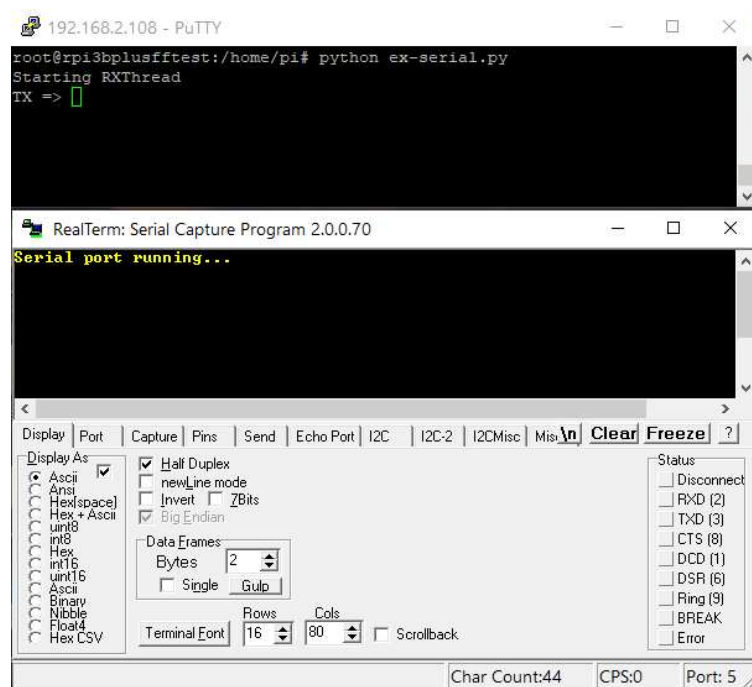 192.168.2.108 - PuTTY
root@rpi3bplusfftest:/home/pi# python ex-serial.py
Starting RXThread
TX =>
RealTerm: Serial Capture Program 2.0.0.70
Serial port running...
Display Port Capture Pins Send Echo Port I2C I2C-2 I2CMisc Mis \n Clear Freeze ?
Display As
Ascii
Ansi
Hex[space]
Hex + Ascii
uint8
int8
Hex
int16
uint16
Ascii
Binary
Nibble
Float4
Hex CSV
Half Duplex
newLine mode
Invert 7Bits
Big Endian
Data Frames
Bytes 2
Single Gulp
Rows Cols
Terminal Font 16 80 Scrollback
Status
Disconnect
RXD (2)
TXD (3)
CTS (8)
DCD (1)
DSR (6)
Ring (9)
BREAK
Error
Char Count:44 CPS:0 Port: 5